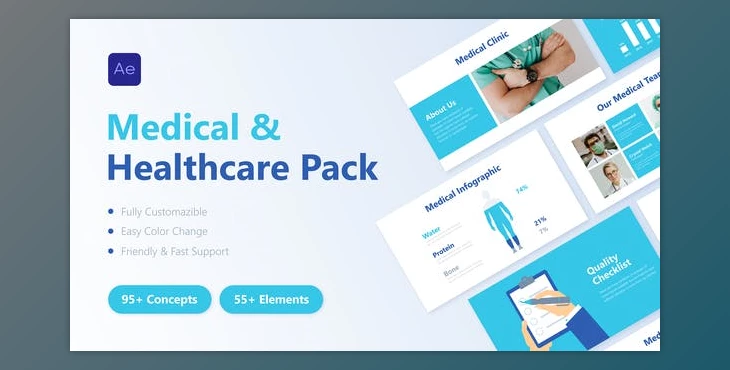 Ae
Medical &
Healthcare Pack
Fully Customazible
Easy Color Change
Friendly & Fast Support
95+ Concepts
55+ Elements
Medical Clinic
About Us
Our Medical Team
Medical Infographic
74%
Water
21%
Protein
7%
Bone
Quality
Checklist